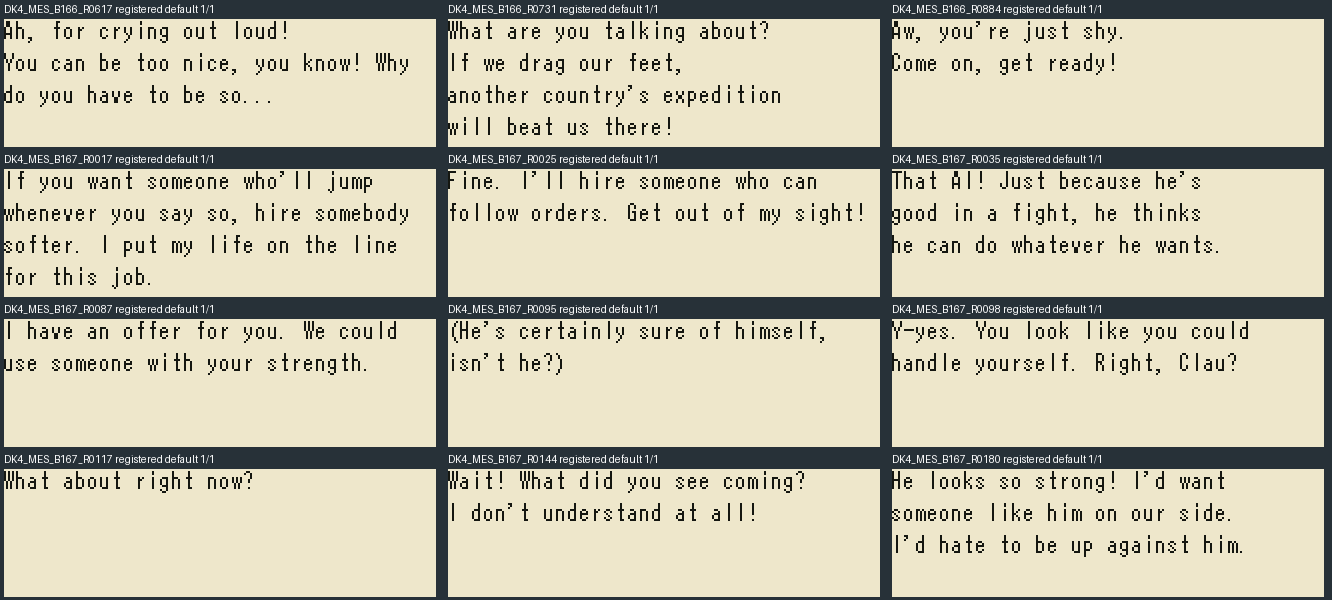 DK4_MES_B166_R0617 registered default 1/1
Ah, for crying out loud!
You can be too nice, you know! Why
do you have to be so...
DK4_MES_B166_R0731 registered default 1/1
What are you talking about?
If we drag our feet,
another country's expedition
will beat us there!
DK4_MES_B166_R0884 registered default 1/1
Aw, you're just shy.
Come on, get ready!
DK4_MES_B167_R0017 registered default 1/1
If you want someone who'll jump
whenever you say so, hire somebody
softer. I put my life on the line
for this job.
DK4_MES_B167_R0025 registered default 1/1
Fine. I'll hire someone who can
follow orders. Get out of my sight!
DK4_MES_B167_R0035 registered default 1/1
That Al! Just because he's
good in a fight, he thinks
he can do whatever he wants.
DK4_MES_B167_R0087 registered default 1/1
I have an offer for you. We could
use someone with your strength.
DK4_MES_B167_R0095 registered default 1/1
(He's certainly sure of himself,
isn't he?)
DK4_MES_B167_R0098 registered default 1/1
Y-yes. You look like you could
handle yourself. Right, Clau?
DK4_MES_B167_R0117 registered default 1/1
What about right now?
DK4_MES_B167_R0144 registered default 1/1
Wait! What did you see coming?
I don't understand at all!
DK4_MES_B167_R0180 registered default 1/1
He looks so strong! I'd want
someone like him on our side.
I'd hate to be up against him.